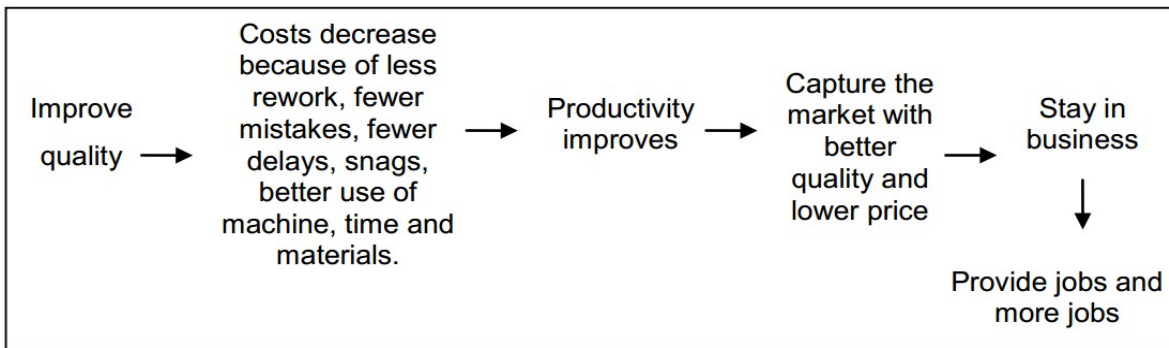 Improve
quality
Costs decrease
because of less
rework, fewer
mistakes, fewer
delays, snags,
better use of
machine, time and
materials.
Productivity
improves
Capture the
market with
better
quality and
lower price
Stay in
business
Provide jobs and
more jobs